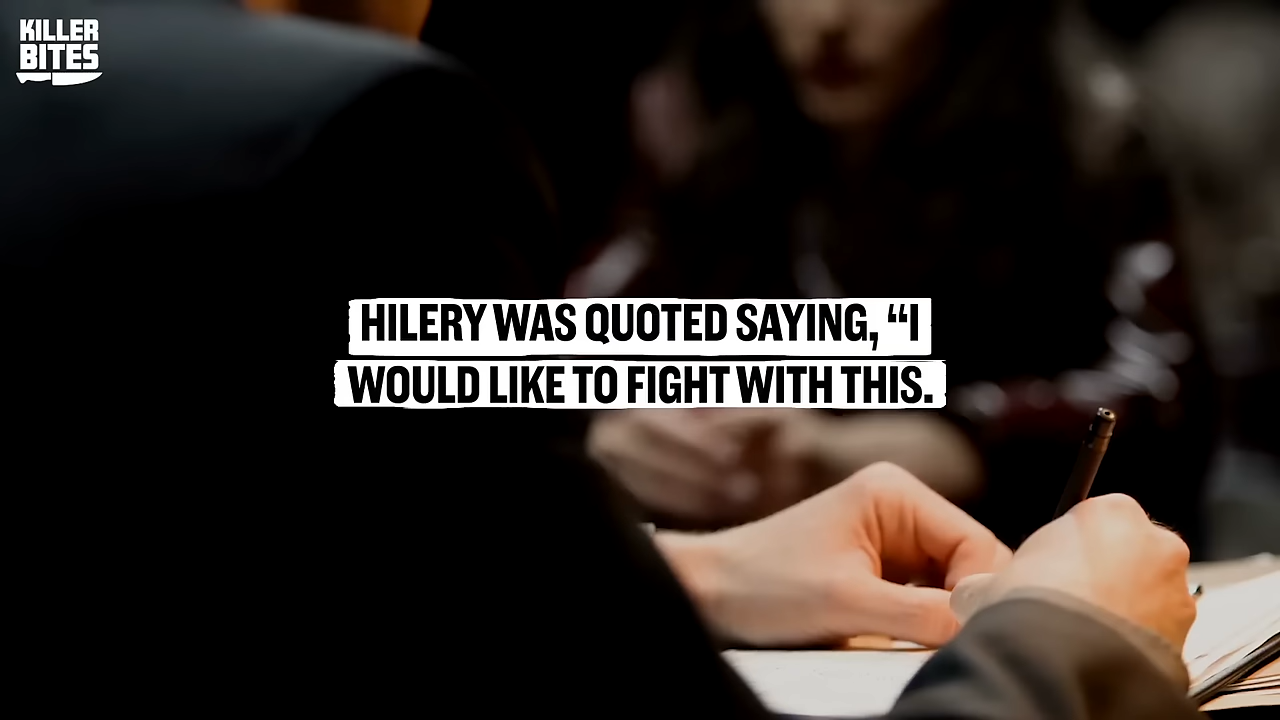 KILLER
BITES
HILERY WAS QUOTED SAYING, “I
WOULD LIKE TO FIGHT WITH THIS.